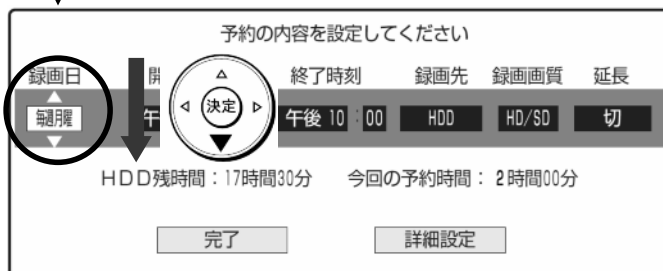 予約の内容を設定してください
録画日 開 終了時刻 録画先 録画画質 延長
毎週月曜 午 決定 午後 10:00 HDD HD/SD 切
HDD残時間:17時間30分 今回の予約時間: 2時間00分
完了 詳細設定